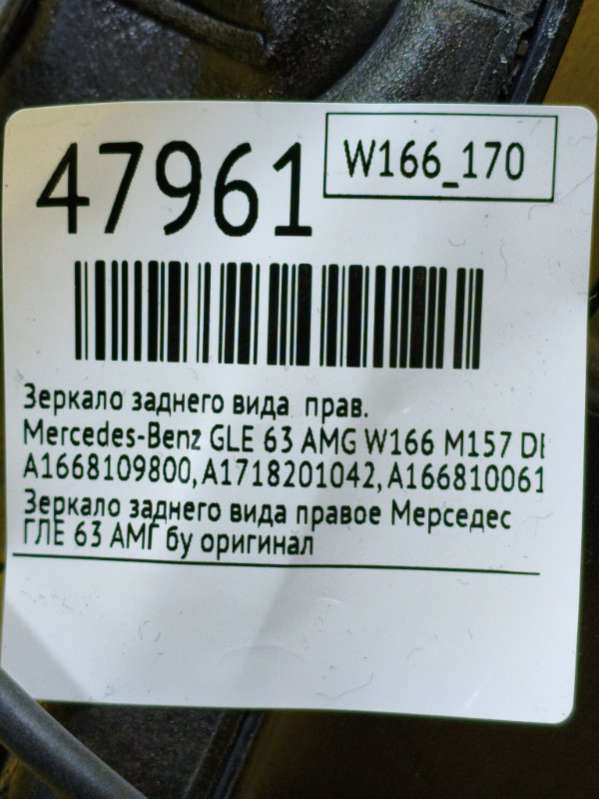 47961
W166_170
Зеркало заднего вида прав.
Mercedes-Benz GLE 63 AMG W166 M157 DE
A1668109800, A1718201042, A166810061
Зеркало заднего вида правое Мерседес
ГЛЕ 63 АМГ бу оригинал